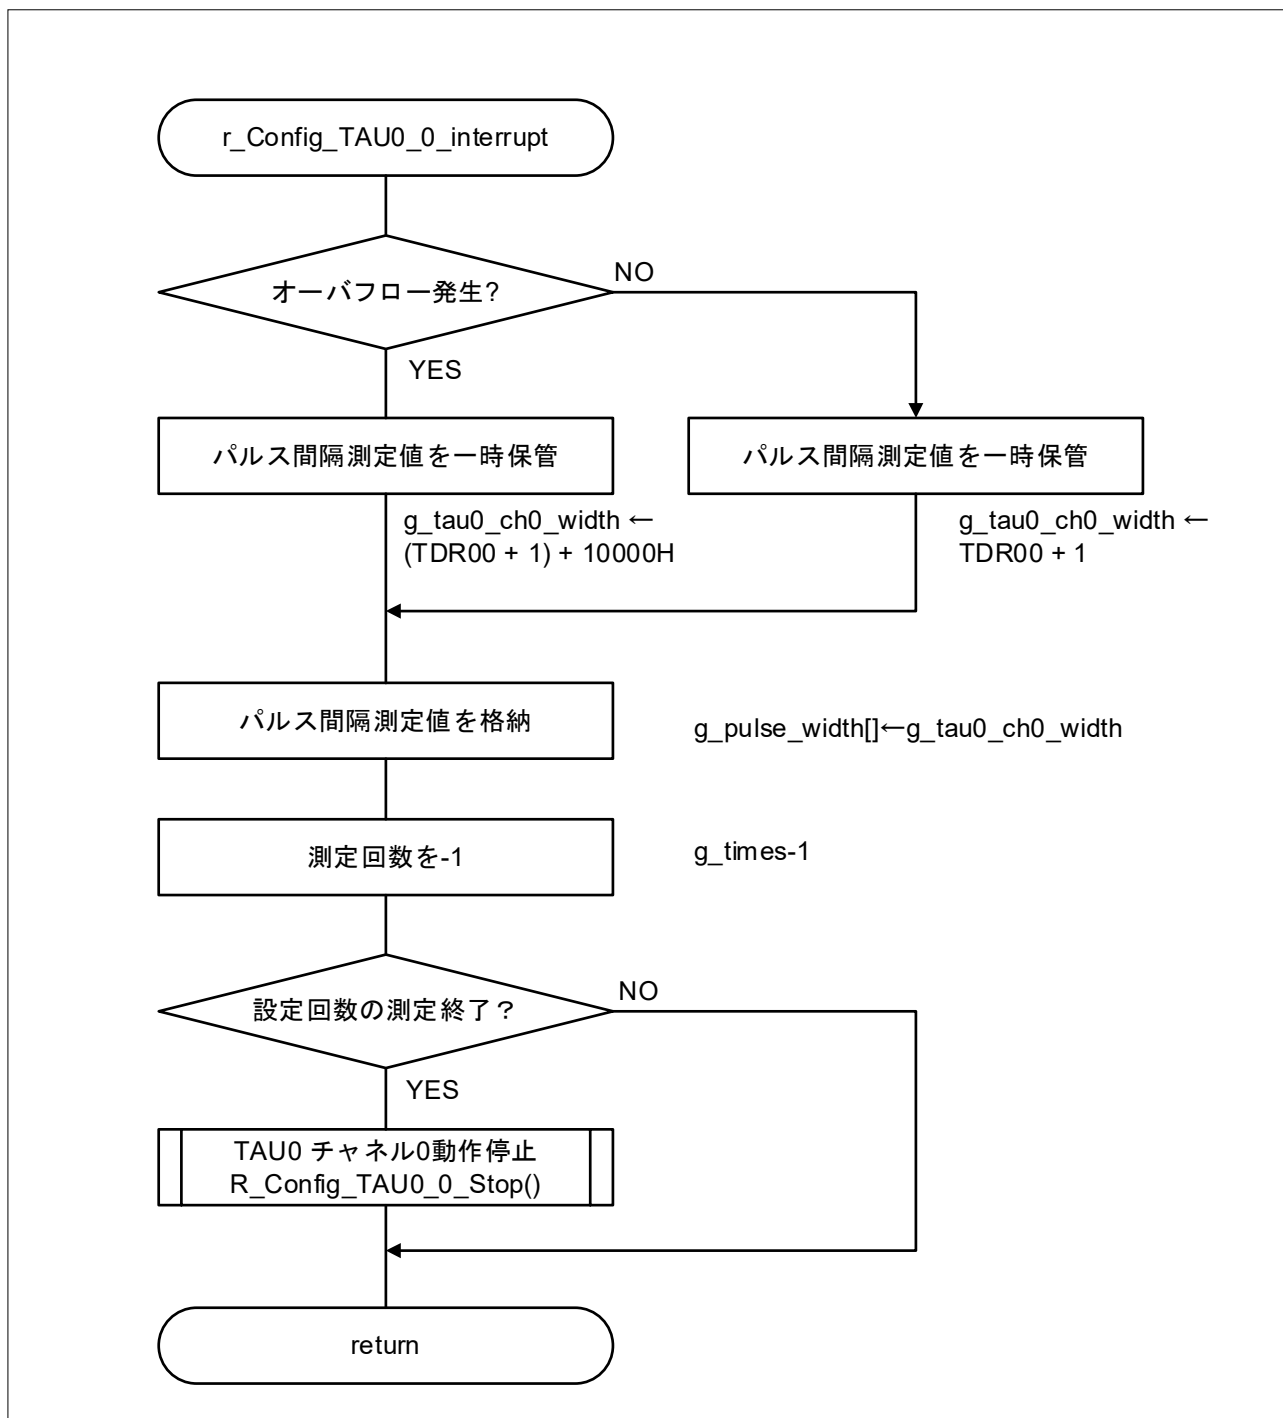 r_Config_TAU0_0_interrupt
オーバフロー発生?
NO
YES
パルス間隔測定値を一時保管
パルス間隔測定値を一時保管
g_tau0_ch0_width ←
(TDR00 + 1) + 10000H
g_tau0_ch0_width ←
TDR00 + 1
パルス間隔測定値を格納
g_pulse_width[]←g_tau0_ch0_width
測定回数を-1
g_times-1
設定回数の測定終了？
NO
YES
TAU0 チャネル0動作停止
R_Config_TAU0_0_Stop()
return